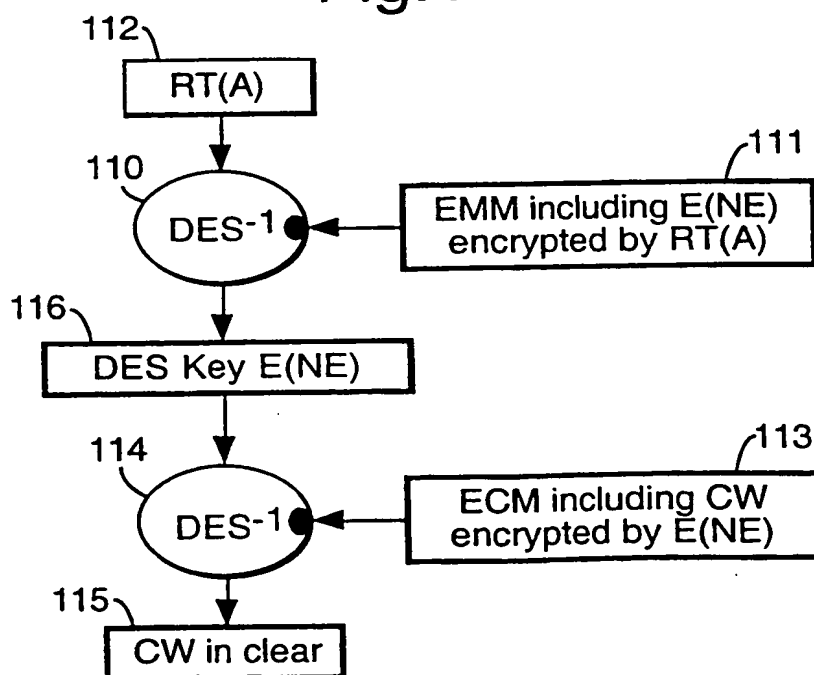 112
RT(A)
110
111
DES-1
EMM including E(NE)
encrypted by RT(A)
116
DES Key E(NE)
114
113
DES-1
ECM including CW
encrypted by E(NE)
115
CW in clear